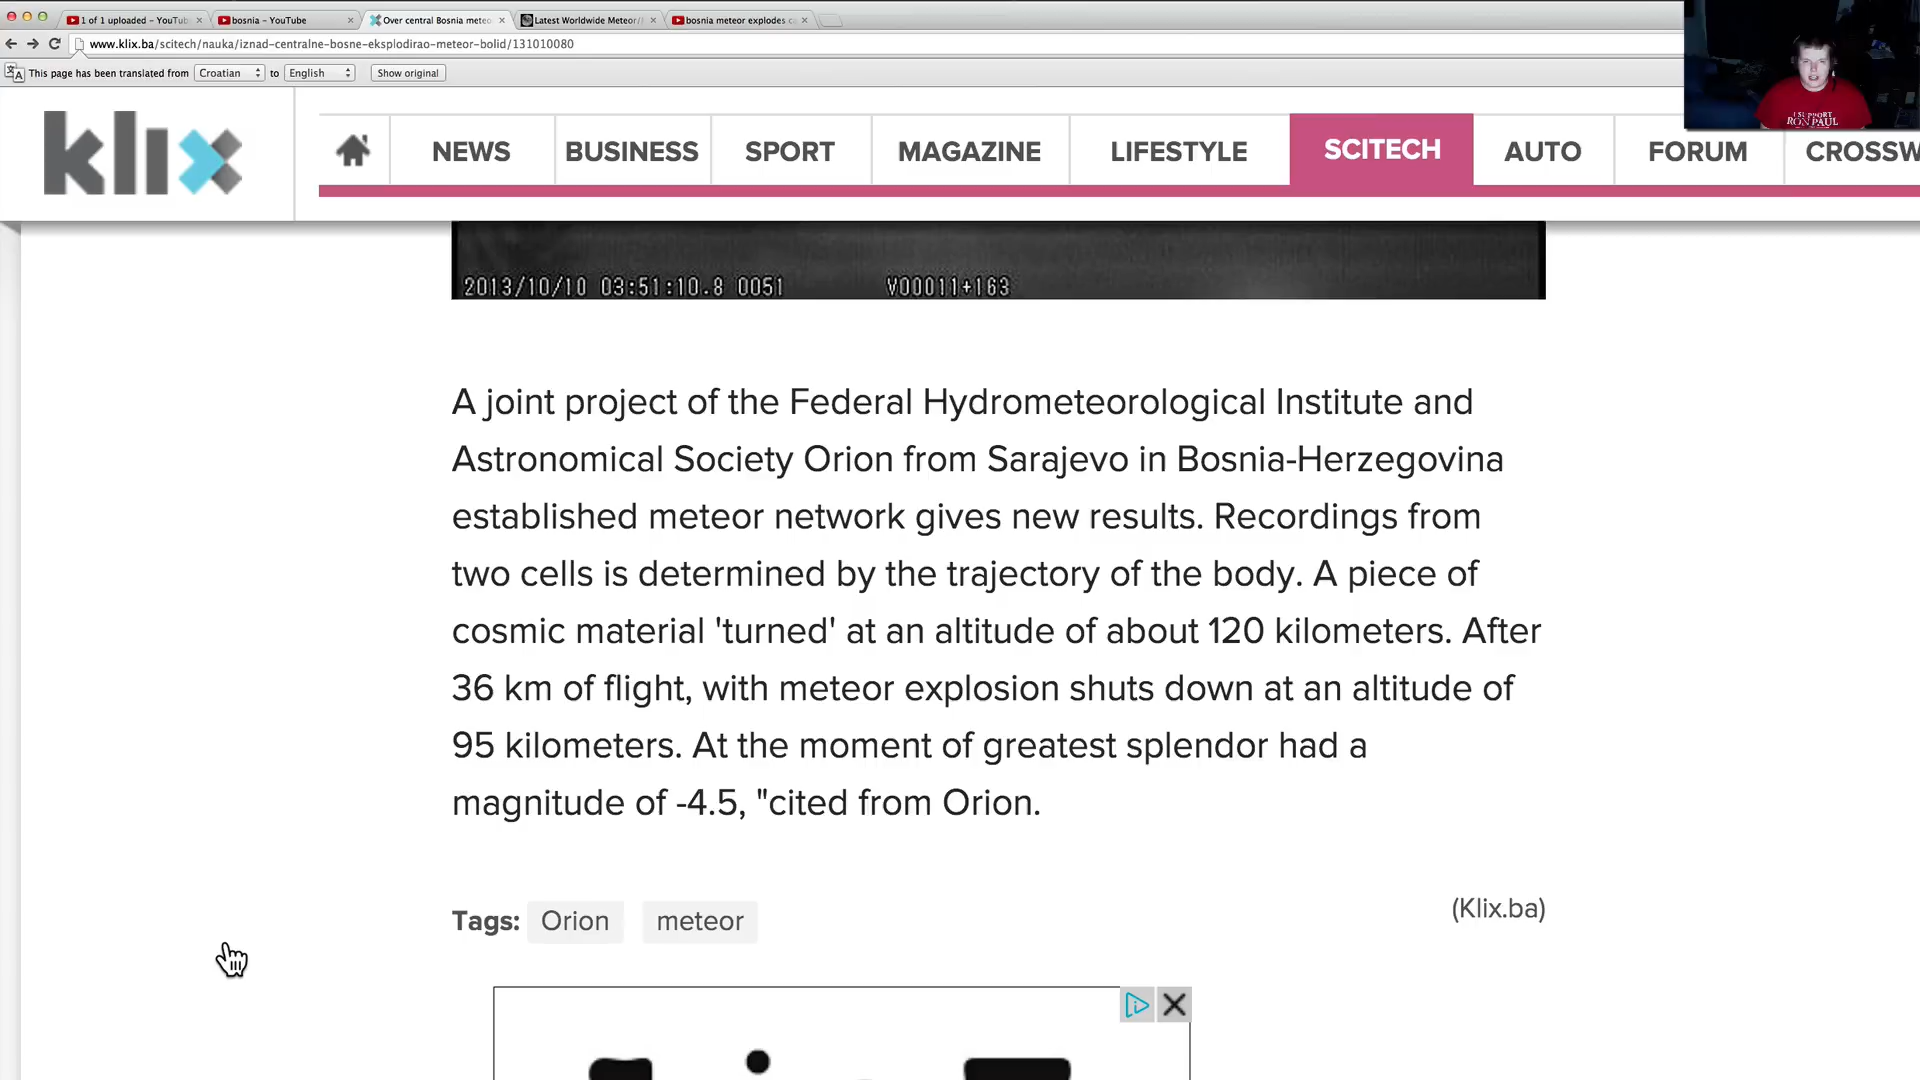 1 of 1 uploaded – YouTub
bosnia – YouTube
Over central Bosnia meteo
Latest Worldwide Meteor/
bosnia meteor explodes c
www.klix.ba/scitech/nauka/iznad-centralne-bosne-eksplodirao-meteor-bolid/131010080
This page has been translated from Croatian to English Show original
klix
NEWS BUSINESS SPORT MAGAZINE LIFESTYLE SCITECH AUTO FORUM CROSSW
I SUPPORT
RON PAUL
2013/10/10 03:51:10.8 0051 V00011+163
A joint project of the Federal Hydrometeorological Institute and
Astronomical Society Orion from Sarajevo in Bosnia-Herzegovina
established meteor network gives new results. Recordings from
two cells is determined by the trajectory of the body. A piece of
cosmic material 'turned' at an altitude of about 120 kilometers. After
36 km of flight, with meteor explosion shuts down at an altitude of
95 kilometers. At the moment of greatest splendor had a
magnitude of -4.5, "cited from Orion.
Tags: Orion meteor
(Klix.ba)